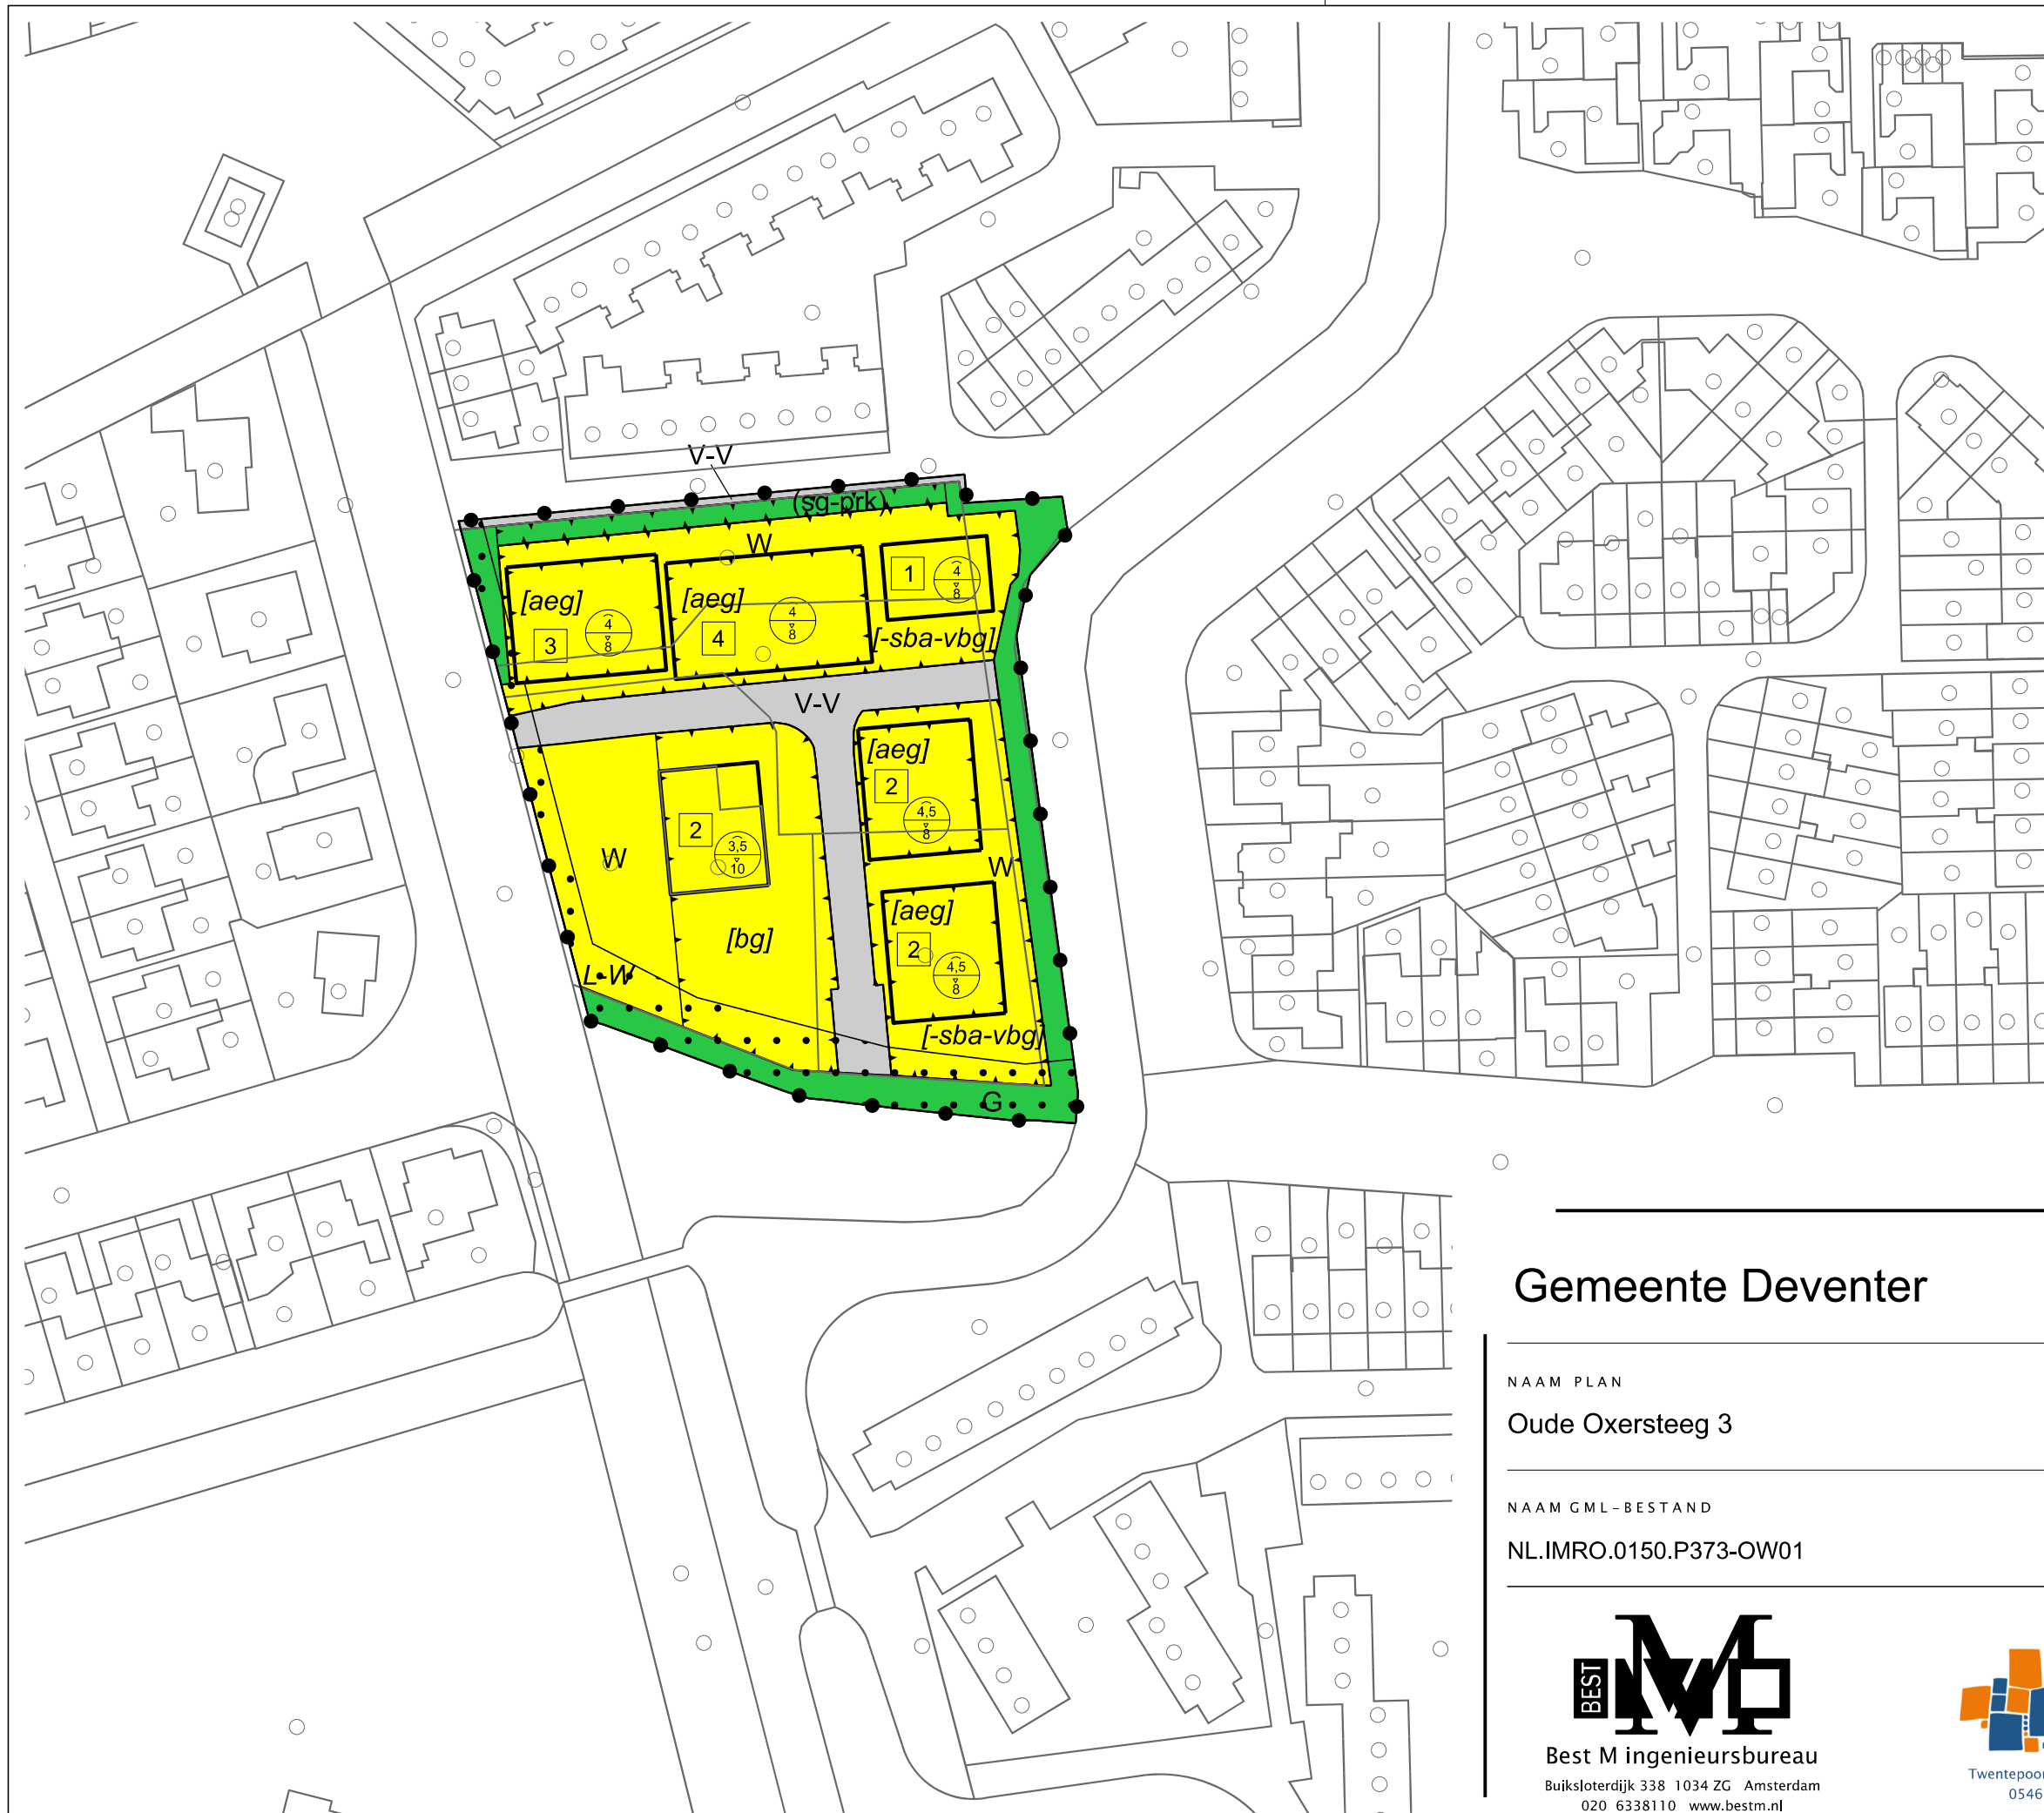 V-V
(sg-prk)
W
[aeg]
3
4
8
[aeg]
4
4
8
1
4
8
[-sba-vbg]
V-V
[aeg]
2
4,5
8
2
3,5
10
W
W
[aeg]
2
4,5
8
[bg]
L-W
[-sba-vbg]
G
Gemeente Deventer
NAAM PLAN
Oude Oxersteeg 3
NAAM GML-BESTAND
NL.IMRO.0150.P373-OW01
BEST
M
Best M ingenieursbureau
Buiksloterdijk 338 1034 ZG Amsterdam
020 6338110 www.bestm.nl
Twentepoor
0546